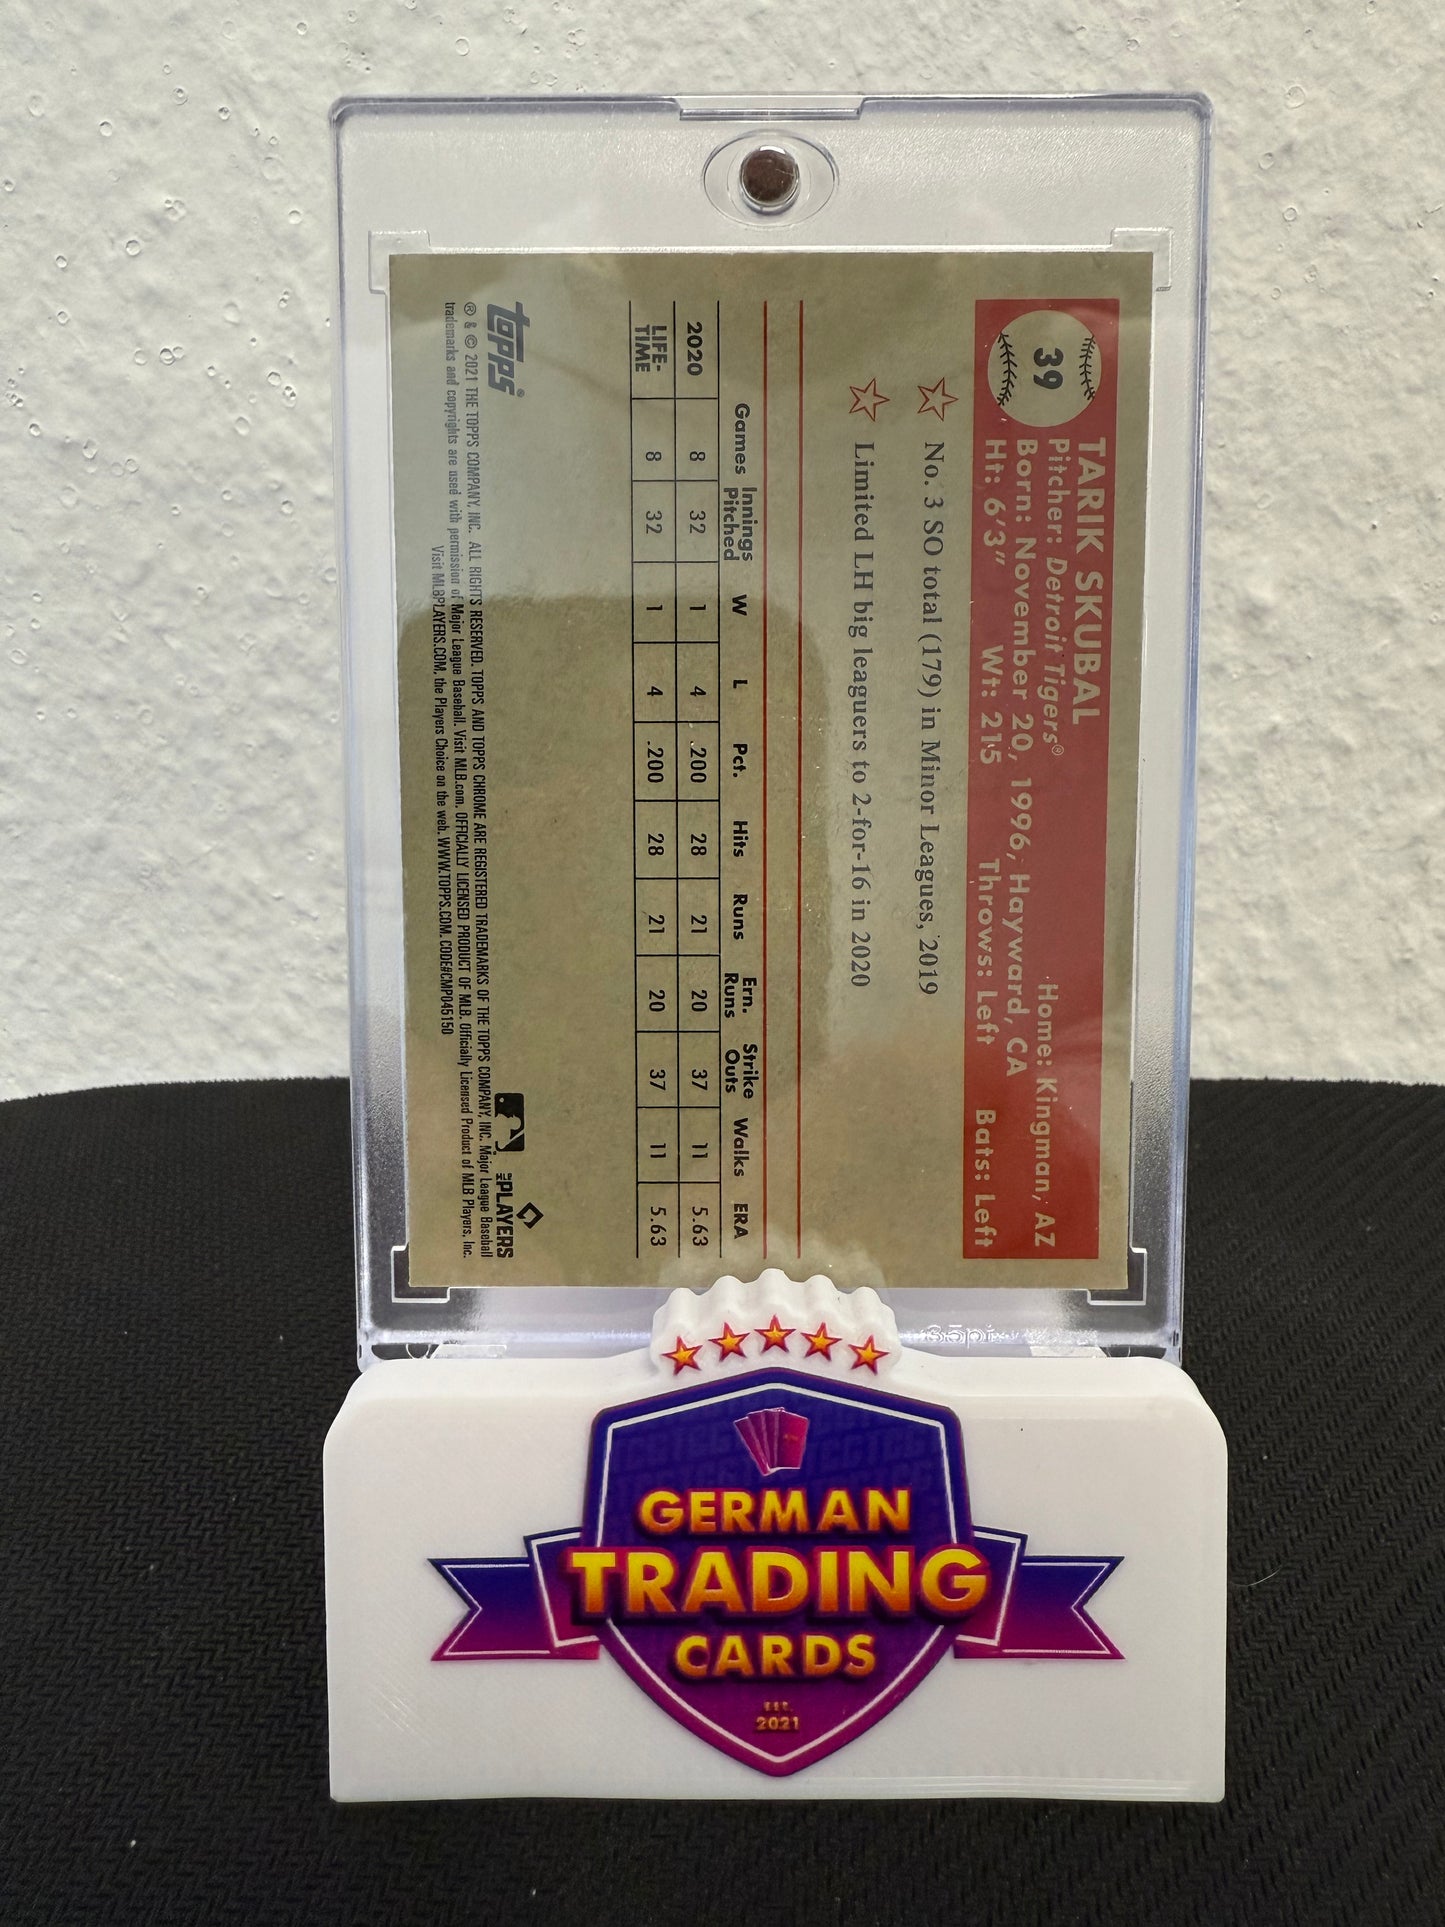 39
TARIK SKUBAL
Pitcher: Detroit Tigers® Home: Kingman, AZ
Born: November 20, 1996, Hayward, CA
Ht: 6'3" Wt: 215 Throws: Left Bats: Left
No. 3 SO total (179) in Minor Leagues, 2019
Limited LH big leaguers to 2-for-16 in 2020
Games Innings Pitched W L Pct. Hits Runs Ern. Runs Strike Outs Walks ERA
2020 8 32 1 4 .200 28 21 20 37 11 5.63
LIFE-TIME 8 32 1 4 .200 28 21 20 37 11 5.63
topps®
MLB PLAYERS
® & © 2021 THE TOPPS COMPANY, INC. ALL RIGHTS RESERVED. TOPPS AND TOPPS CHROME ARE REGISTERED TRADEMARKS OF THE TOPPS COMPANY, INC. Major League Baseball
trademarks and copyrights are used with permission of Major League Baseball. Visit MLB.com. OFFICIALLY LICENSED PRODUCT OF MLB. Officially Licensed Product of MLB Players, Inc.
Visit MLBPLAYERS.COM, the Players Choice on the web. WWW.TOPPS.COM. CODE#CMP045150
35pt
GERMAN
TRADING
CARDS
EST.
2021